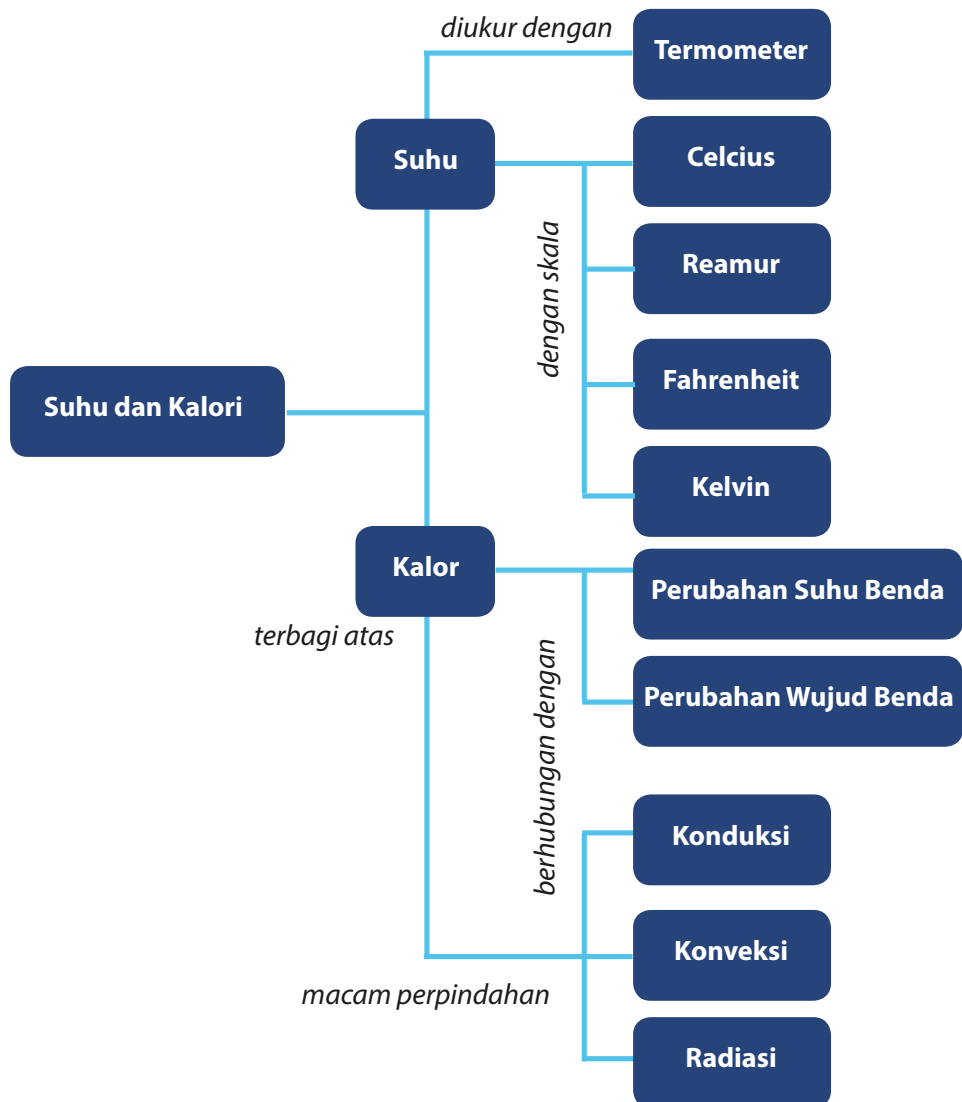 diukur dengan
Termometer
Suhu
Celcius
dengan skala
Reamur
Fahrenheit
Suhu dan Kalori
Kelvin
Kalor
Perubahan Suhu Benda
terbagi atas
berhubungan dengan
Perubahan Wujud Benda
Konduksi
Konveksi
macam perpindahan
Radiasi